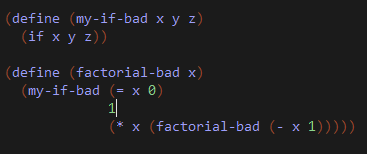 (define (my-if-bad x y z)
  (if x y z))

(define (factorial-bad x)
  (my-if-bad (= x 0)
             1
             (* x (factorial-bad (- x 1)))))